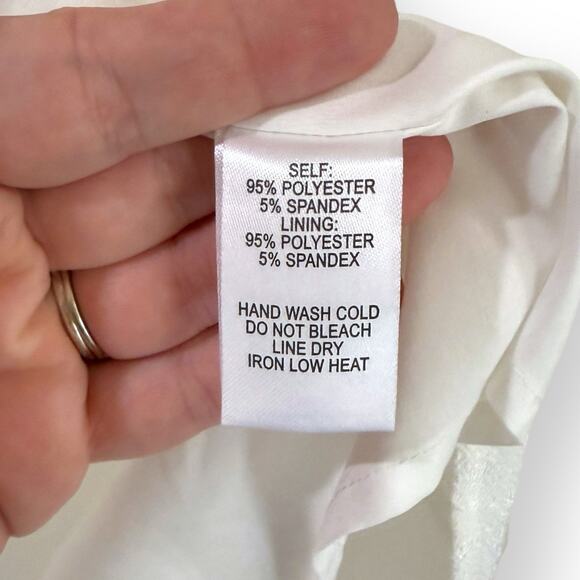 SELF:
95% POLYESTER
5% SPANDEX
LINING:
95% POLYESTER
5% SPANDEX
HAND WASH COLD
DO NOT BLEACH
LINE DRY
IRON LOW HEAT